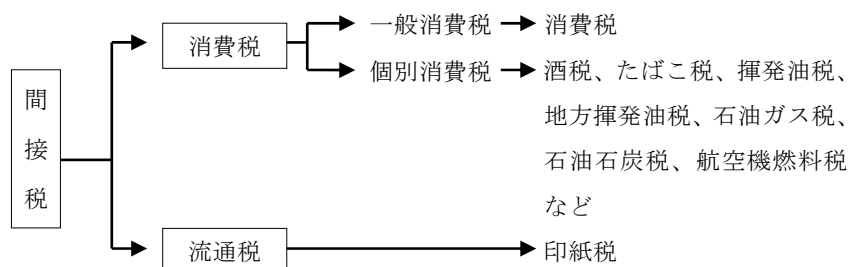 間接税
消費税
一般消費税
消費税
個別消費税
酒税、たばこ税、揮発油税、
地方揮発油税、石油ガス税、
石油石炭税、航空機燃料税
など
流通税
印紙税